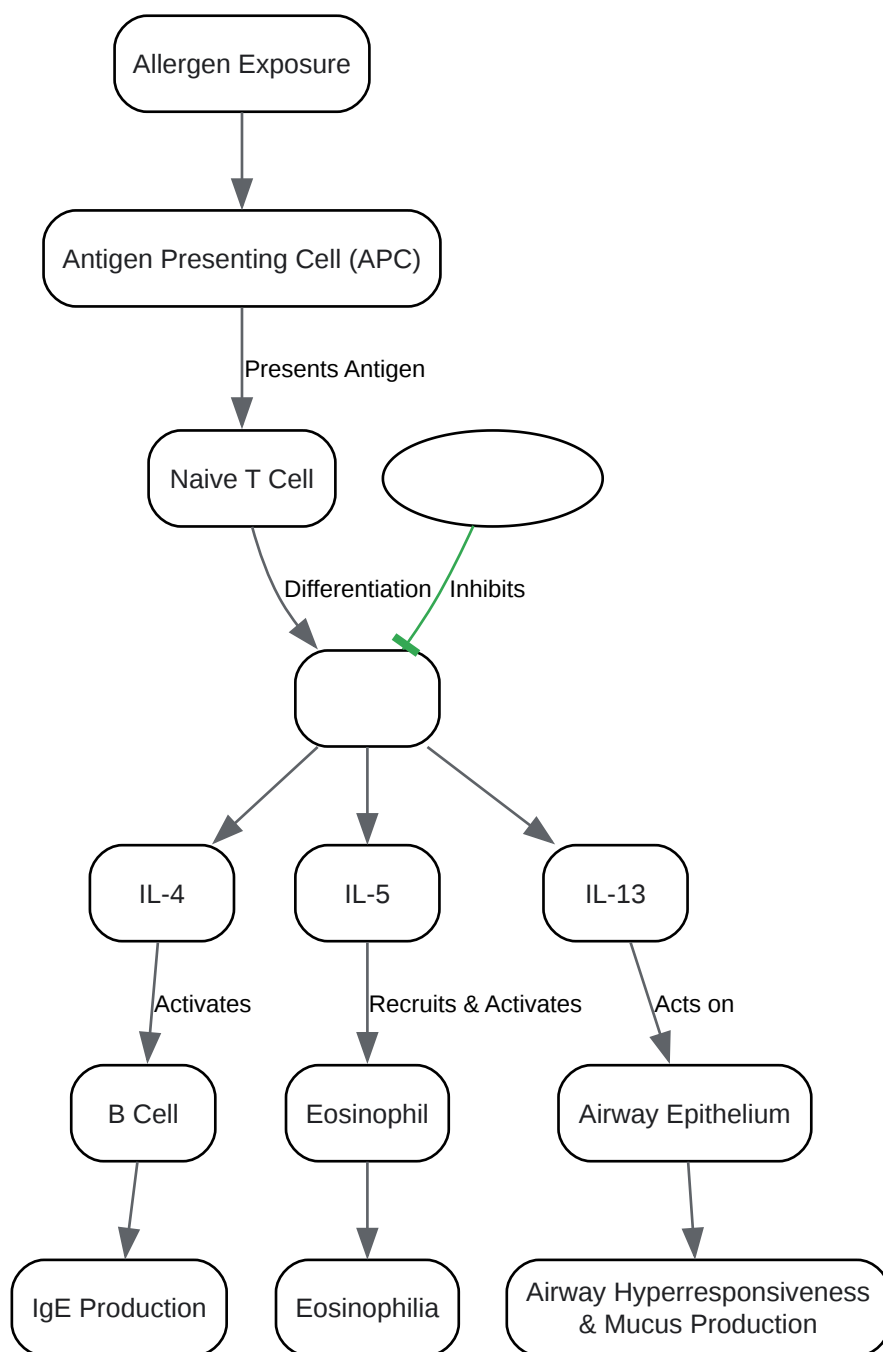 Allergen Exposure
Antigen Presenting Cell (APC)
Presents Antigen
Naive T Cell
Differentiation
Inhibits
IL-4
IL-5
IL-13
Activates
Recruits & Activates
Acts on
B Cell
Eosinophil
Airway Epithelium
IgE Production
Eosinophilia
Airway Hyperresponsiveness
& Mucus Production